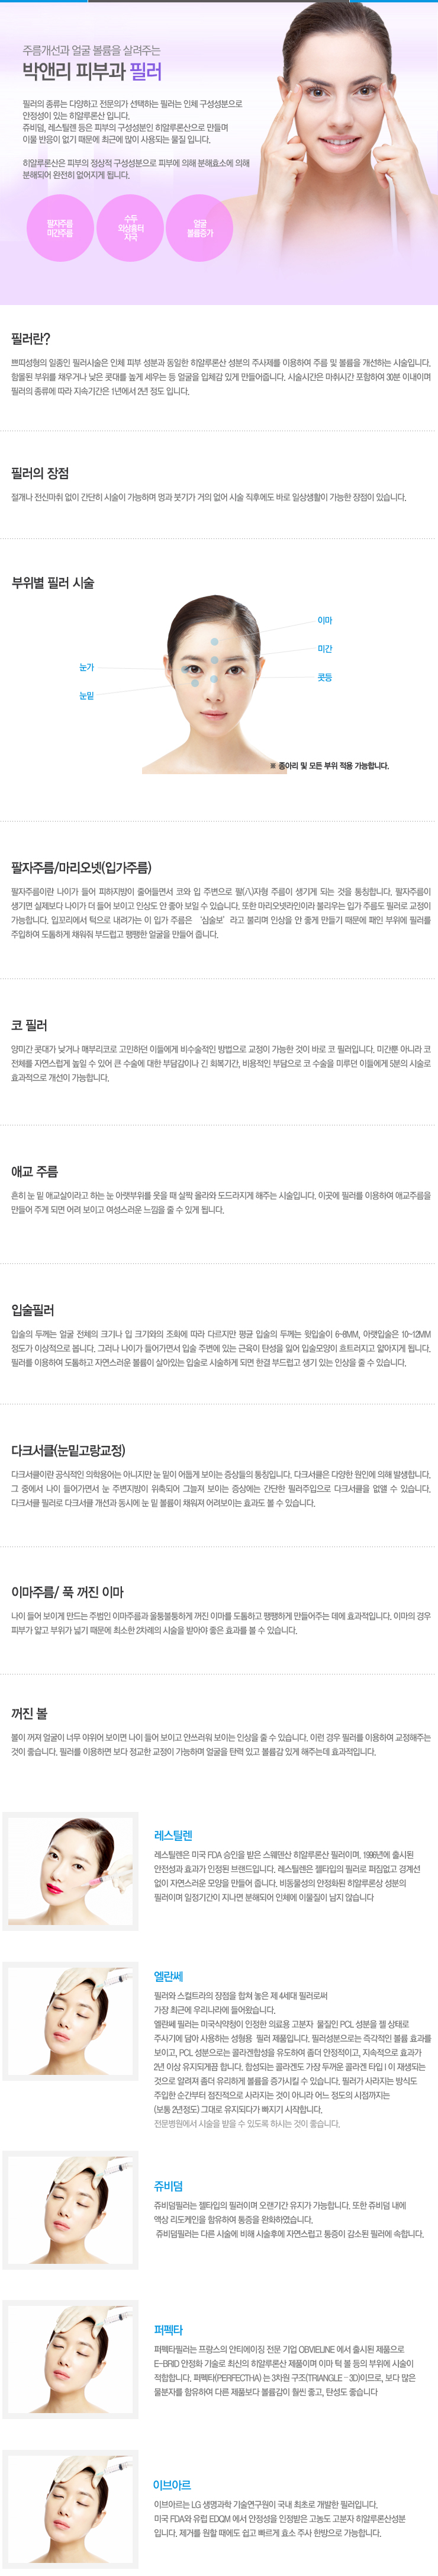 주름개선과 얼굴 볼륨을 살려주는
박앤리 피부과 필러
필러의 종류는 다양하고 전문의가 선택하는 필러는 인체 구성성분으로
안정성이 있는 히알루론산 입니다.
쥬비덤, 레스틸렌 등은 피부의 구성성분인 히알루론산으로 만들며
이물 반응이 없기 때문에 최근에 많이 사용되는 물질 입니다.
히알루론산은 피부의 정상적 구성성분으로 피부에 의해 분해효소에 의해
분해되어 완전히 없어지게 됩니다.
팔자주름
미간주름
수두
외상흉터
자국
얼굴
볼륨증가
필러란?
쁘띠성형의 일종인 필러시술은 인체 피부 성분과 동일한 히알루론산 성분의 주사제를 이용하여 주름 및 볼륨을 개선하는 시술입니다.
함몰된 부위를 채우거나 낮은 콧대를 높게 세우는 등 얼굴을 입체감 있게 만들어줍니다. 시술시간은 마취시간 포함하여 30분 이내이며
필러의 종류에 따라 지속기간은 1년에서 2년 정도 입니다.
필러의 장점
절개나 전신마취 없이 간단히 시술이 가능하며 멍과 붓기가 거의 없어 시술 직후에도 바로 일상생활이 가능한 장점이 있습니다.
부위별 필러 시술
이마
미간
콧등
눈가
눈밑
※ 종아리 및 모든 부위 적용 가능합니다.
팔자주름/마리오넷(입가주름)
팔자주름이란 나이가 들어 피하지방이 줄어들면서 코와 입 주변으로 팔(八)자형 주름이 생기게 되는 것을 통칭합니다. 팔자주름이
생기면 실제보다 나이가 더 들어 보이고 인상도 안 좋아 보일 수 있습니다. 또한 마리오넷라인이라 불리우는 입가 주름도 필러로 교정이
가능합니다. 입꼬리에서 턱으로 내려가는 이 입가 주름은 '심술보' 라고 불리며 인상을 안 좋게 만들기 때문에 패인 부위에 필러를
주입하여 도톰하게 채워줘 부드럽고 팽팽한 얼굴을 만들어 줍니다.
코 필러
양미간 콧대가 낮거나 매부리코로 고민하던 이들에게 비수술적인 방법으로 교정이 가능한 것이 바로 코 필러입니다. 미간뿐 아니라 코
전체를 자연스럽게 높일 수 있어 큰 수술에 대한 부담감이나 긴 회복기간, 비용적인 부담으로 코 수술을 미루던 이들에게 5분의 시술로
효과적으로 개선이 가능합니다.
애교 주름
흔히 눈 밑 애교살이라고 하는 눈 아랫부위를 웃을 때 살짝 올라와 도드라지게 해주는 시술입니다. 이곳에 필러를 이용하여 애교주름을
만들어 주게 되면 어려 보이고 여성스러운 느낌을 줄 수 있게 됩니다.
입술필러
입술의 두께는 얼굴 전체의 크기나 입 크기와의 조화에 따라 다르지만 평균 입술의 두께는 윗입술이 6~8MM, 아랫입술은 10~12MM
정도가 이상적으로 봅니다. 그러나 나이가 들어가면서 입술 주변에 있는 근육이 탄성을 잃어 입술모양이 흐트러지고 얇아지게 됩니다.
필러를 이용하여 도톰하고 자연스러운 볼륨이 살아있는 입술로 시술하게 되면 한결 부드럽고 생기 있는 인상을 줄 수 있습니다.
다크서클(눈밑고랑교정)
다크서클이란 공식적인 의학용어는 아니지만 눈 밑이 어둡게 보이는 증상들의 통칭입니다. 다크서클은 다양한 원인에 의해 발생합니다.
그 중에서 나이 들어가면서 눈 주변지방이 위축되어 그늘져 보이는 증상에는 간단한 필러주입으로 다크서클을 없앨 수 있습니다.
다크서클 필러로 다크서클 개선과 동시에 눈 밑 볼륨이 채워져 어려보이는 효과도 볼 수 있습니다.
이마주름/ 푹 꺼진 이마
나이 들어 보이게 만드는 주범인 이마주름과 울퉁불퉁하게 꺼진 이마를 도톰하고 팽팽하게 만들어주는 데에 효과적입니다. 이마의 경우
피부가 얇고 부위가 넓기 때문에 최소한 2차례의 시술을 받아야 좋은 효과를 볼 수 있습니다.
꺼진 볼
볼이 꺼져 얼굴이 너무 야위어 보이면 나이 들어 보이고 안쓰러워 보이는 인상을 줄 수 있습니다. 이런 경우 필러를 이용하여 교정해주는
것이 좋습니다. 필러를 이용하면 보다 정교한 교정이 가능하며 얼굴을 탄력 있고 볼륨감 있게 해주는데 효과적입니다.
레스틸렌
레스틸렌은 미국 FDA 승인을 받은 스웨덴산 히알루론산 필러이며, 1996년에 출시된
안전성과 효과가 인정된 브랜드입니다. 레스틸렌은 젤타입의 필러로 퍼짐없고 경계선
없이 자연스러운 모양을 만들어 줍니다. 비동물성의 안정화된 히알루론상 성분의
필러이며 일정기간이 지나면 분해되어 인체에 이물질이 남지 않습니다
엘란쎄
필러와 스컬트라의 장점을 합쳐 놓은 제 4세대 필러로써
가장 최근에 우리나라에 들어왔습니다.
엘란쎄 필러는 미국식약청이 인정한 의료용 고분자 물질인 PCL 성분을 젤 상태로
주사기에 담아 사용하는 성형용 필러 제품입니다. 필러성분으로는 즉각적인 볼륨 효과를
보이고, PCL 성분으로는 콜라겐합성을 유도하여 좀더 안정적이고, 지속적으로 효과가
2년 이상 유지되게끔 합니다. 합성되는 콜라겐도 가장 두꺼운 콜라겐 타입 I 이 재생되는
것으로 알려져 좀더 유리하게 볼륨을 증가시킬 수 있습니다. 필러가 사라지는 방식도
주입한 순간부터 점진적으로 사라지는 것이 아니라 어느 정도의 시점까지는
(보통 2년정도) 그대로 유지되다가 빠지기 시작합니다.
전문병원에서 시술을 받을 수 있도록 하시는 것이 좋습니다.
쥬비덤
쥬비덤필러는 젤타입의 필러이며 오랜기간 유지가 가능합니다. 또한 쥬비덤 내에
액상 리도케인을 함유하여 통증을 완화하였습니다.
쥬비덤필러는 다른 시술에 비해 시술후에 자연스럽고 통증이 감소된 필러에 속합니다.
퍼펙타
퍼펙타필러는 프랑스의 안티에이징 전문 기업 OBVIELINE 에서 출시된 제품으로
E-BRID 안정화 기술로 최신의 히알루론산 제품이며 이마 턱 볼 등의 부위에 시술이
적합합니다. 퍼펙타(PERFECTHA) 는 3차원 구조(TRIANGLE - 3D)이므로, 보다 많은
물분자를 함유하여 다른 제품보다 볼륨감이 훨씬 좋고, 탄성도 좋습니다
이브아르
이브아르는 LG 생명과학 기술연구원이 국내 최초로 개발한 필러입니다.
미국 FDA와 유럽 EDQM 에서 안정성을 인정받은 고농도 고분자 히알루론산성분
입니다. 제거를 원할 때에도 쉽고 빠르게 효소 주사 한방으로 가능합니다.